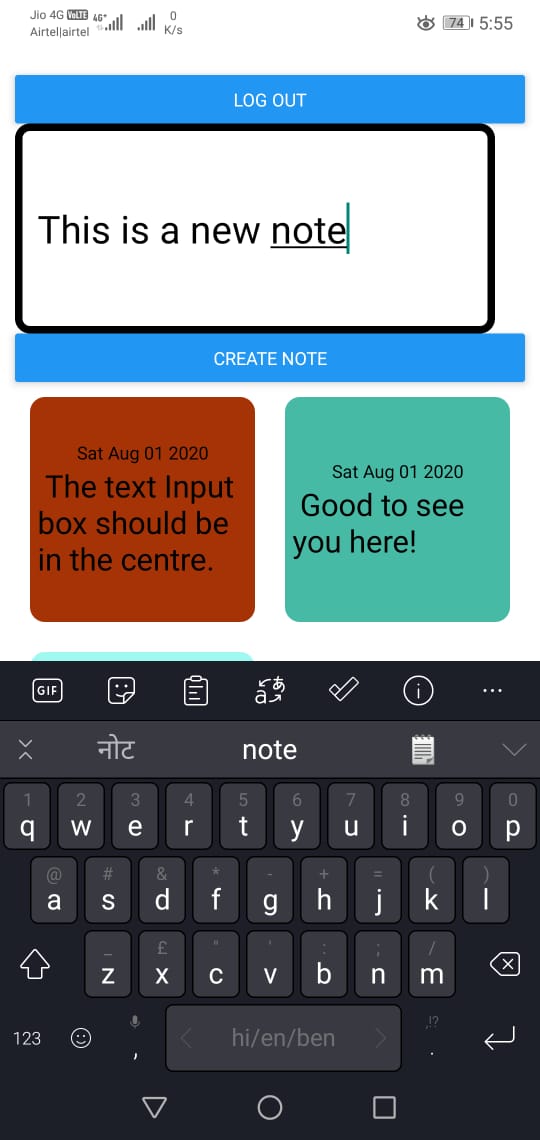 Jio 4G VoLTE 4G+ 0 74 5:55
Airtel|airtel K/s
LOG OUT
This is a new note
CREATE NOTE
Sat Aug 01 2020
The text Input
box should be
in the centre.
Sat Aug 01 2020
Good to see
you here!
GIF
नोट note
1 2 3 4 5 6 7 8 9 0
q w e r t y u i o p
@ # & * - + = ( )
a s d f g h j k l
_ £ " ' : ; /
z x c v b n m
123 , hi/en/ben ,!? .